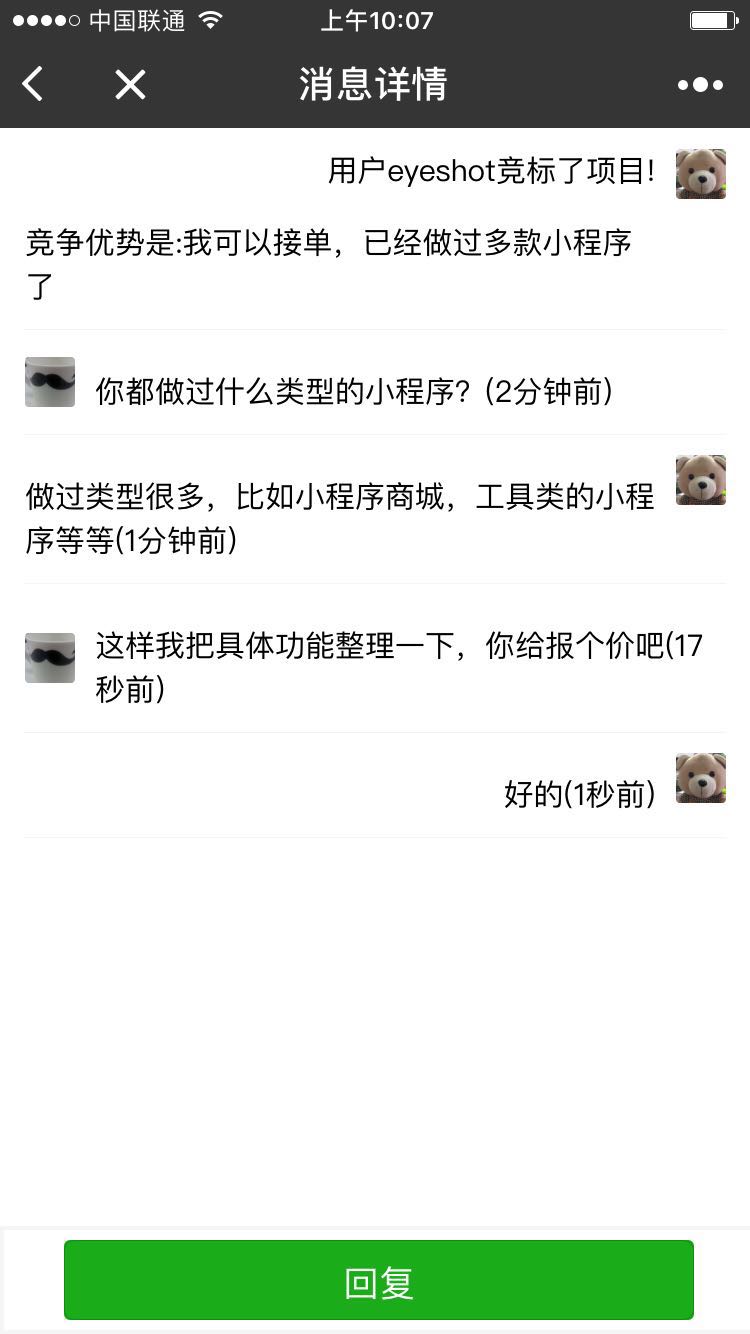 中国联通 上午10:07
消息详情
用户eyeshot竞标了项目!
竞争优势是:我可以接单，已经做过多款小程序
了
你都做过什么类型的小程序？(2分钟前)
做过类型很多，比如小程序商城，工具类的小程
序等等(1分钟前)
这样我把具体功能整理一下，你给报个价吧(17
秒前)
好的(1秒前)
回复